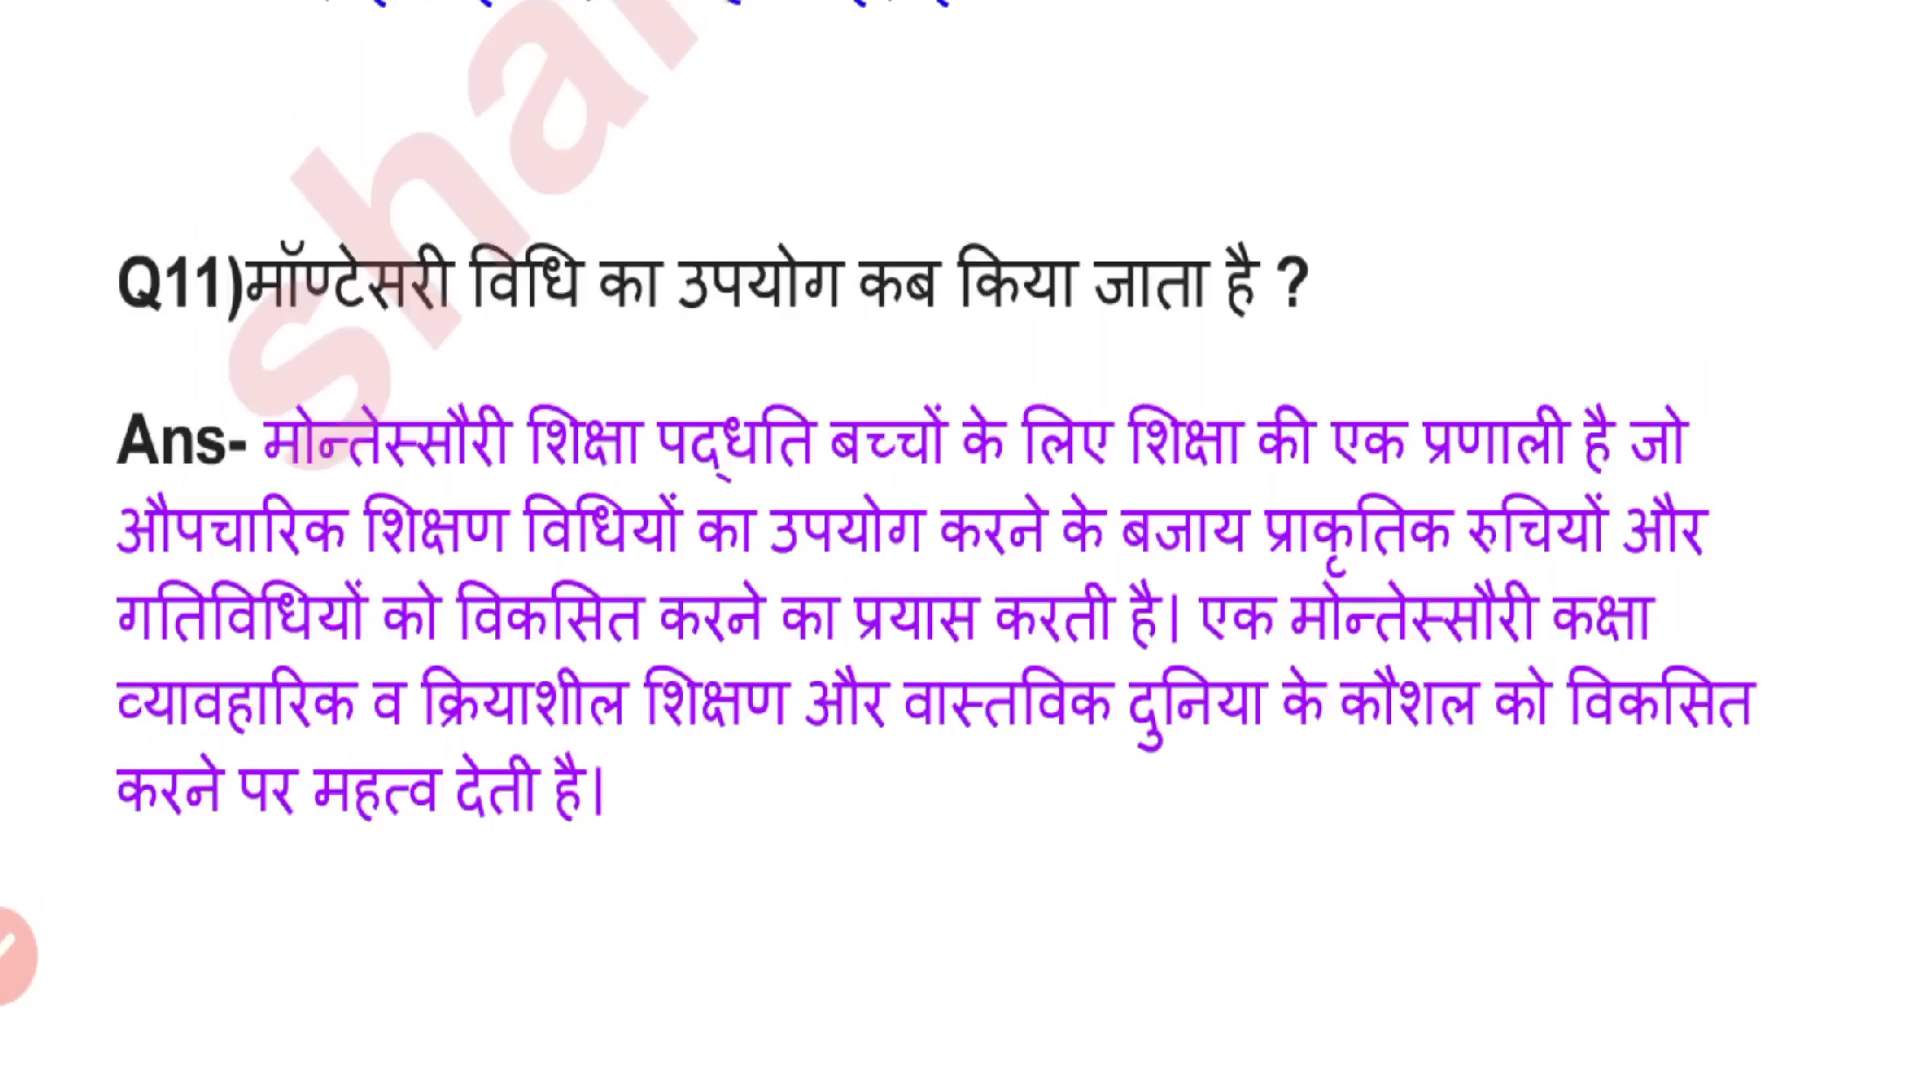 Q11)मॉण्टेसरी विधि का उपयोग कब किया जाता है ?
Ans- मोन्तेस्सौरी शिक्षा पद्धति बच्चों के लिए शिक्षा की एक प्रणाली है जो
औपचारिक शिक्षण विधियों का उपयोग करने के बजाय प्राकृतिक रुचियों और
गतिविधियों को विकसित करने का प्रयास करती है। एक मोन्तेस्सौरी कक्षा
व्यावहारिक व क्रियाशील शिक्षण और वास्तविक दुनिया के कौशल को विकसित
करने पर महत्व देती है।